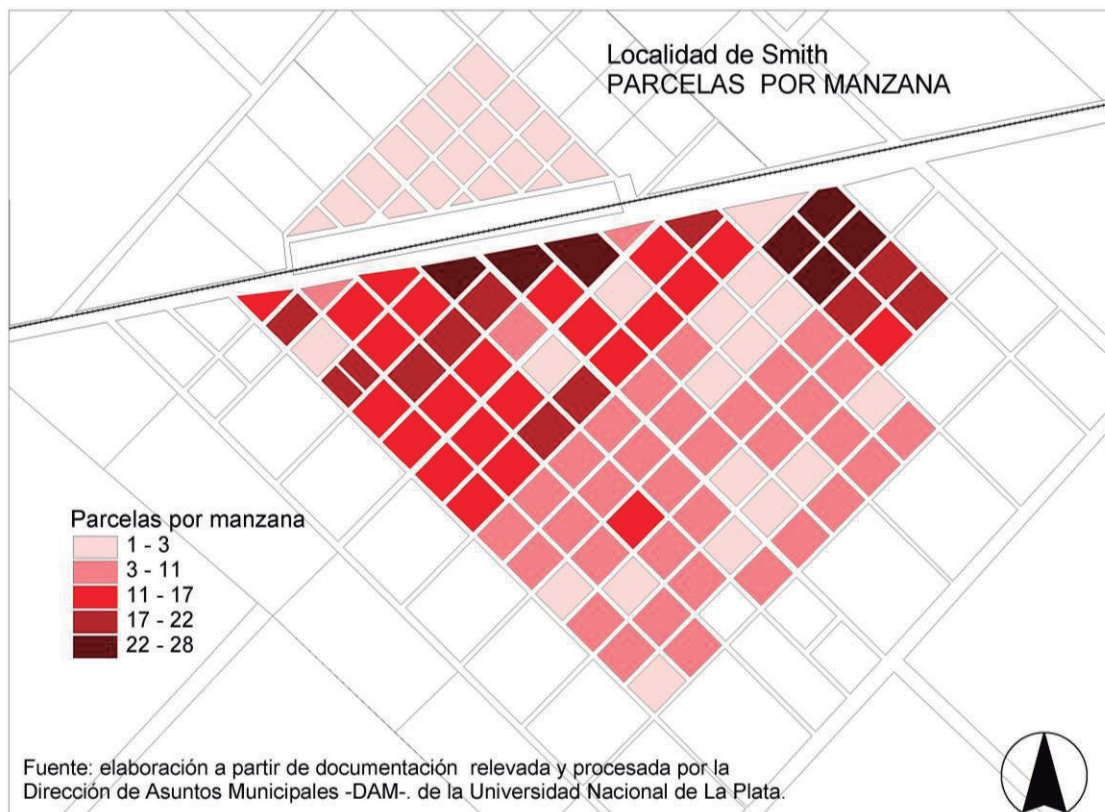 Localidad de Smith
PARCELAS POR MANZANA
Parcelas por manzana
1 - 3
3 - 11
11 - 17
17 - 22
22 - 28
Fuente: elaboración a partir de documentación relevada y procesada por la
Dirección de Asuntos Municipales -DAM-. de la Universidad Nacional de La Plata.